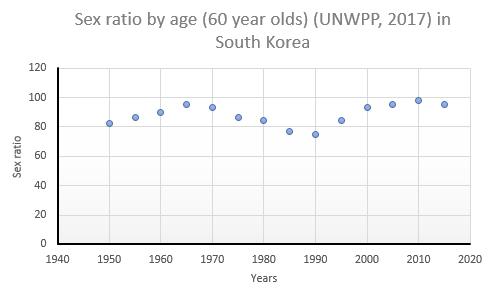 Sex ratio by age (60 year olds) (UNWPP, 2017) in
South Korea
120
100
80
60
40
20
0
Sex ratio
1940 1950 1960 1970 1980 1990 2000 2010 2020
Years